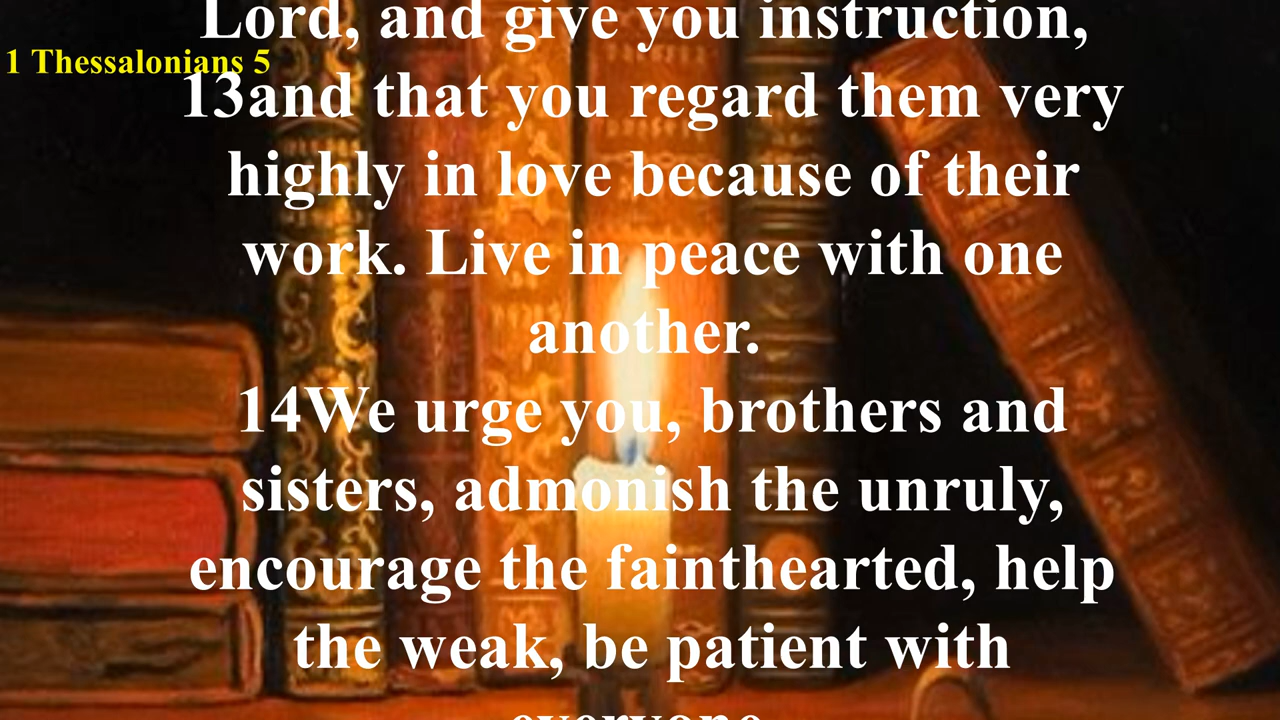 Lord, and give you instruction,
1 Thessalonians 5
13and that you regard them very
highly in love because of their
work. Live in peace with one
another.
14We urge you, brothers and
sisters, admonish the unruly,
encourage the fainthearted, help
the weak, be patient with
everyone